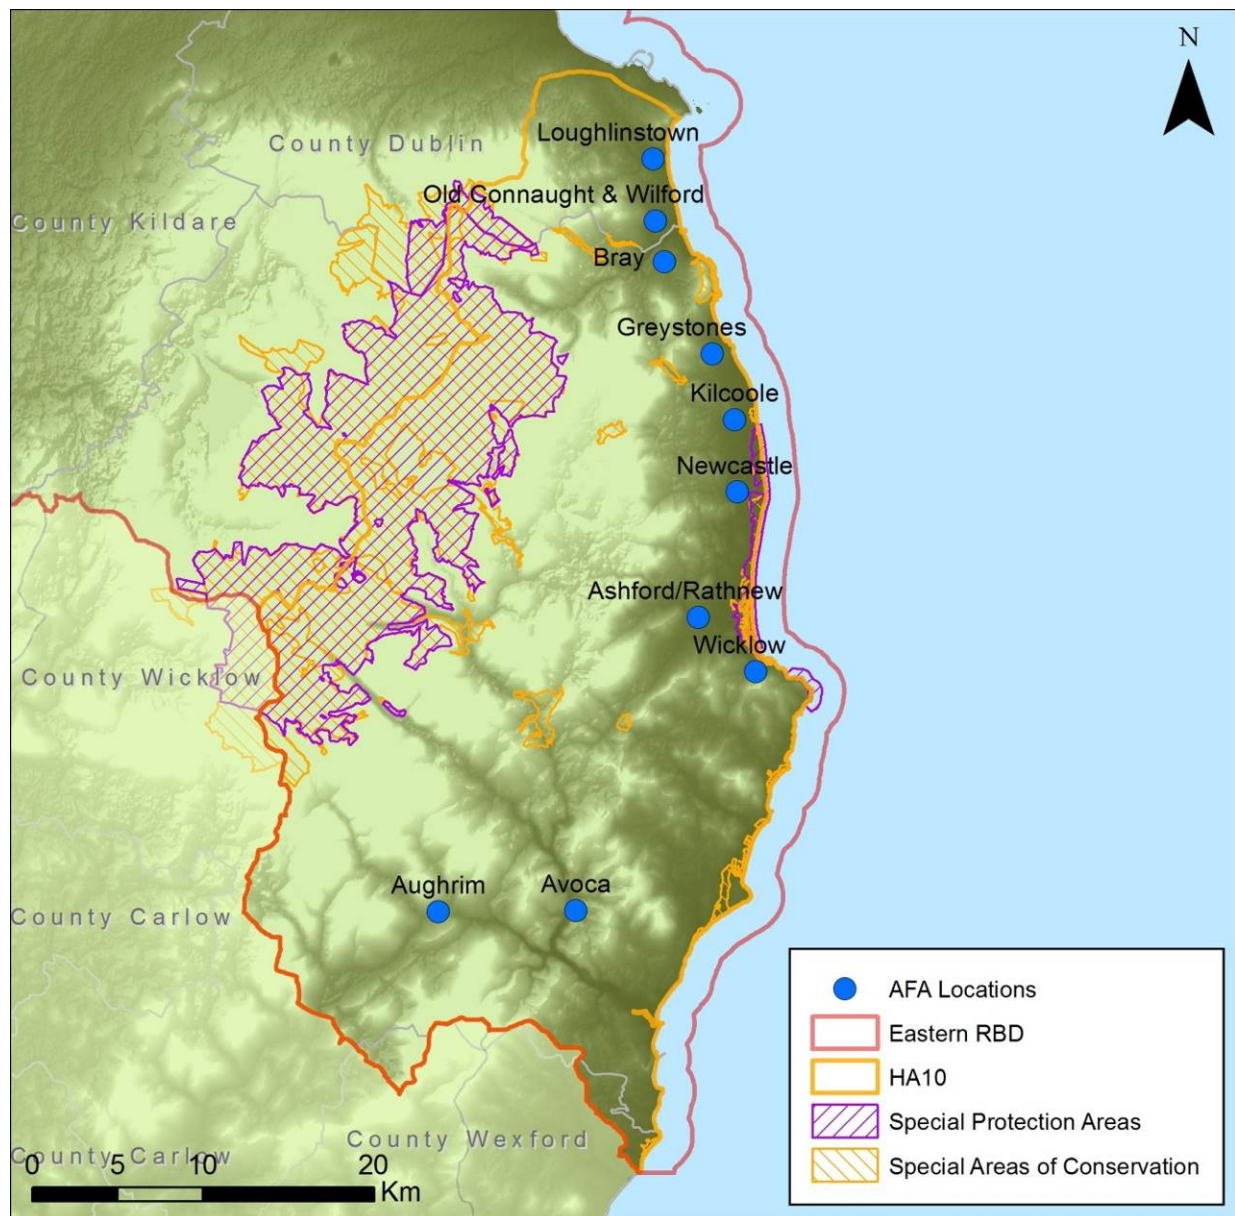 N
Loughlinstown
County Dublin
Old Connaught & Wilford
County Kildare
Bray
Greystones
Kilcoole
Newcastle
Ashford/Rathnew
Wicklow
County Wicklow
Aughrim
Avoca
County Carlow
County Wexford
County Carlow
0 5 10 20
Km
AFA Locations
Eastern RBD
HA10
Special Protection Areas
Special Areas of Conservation